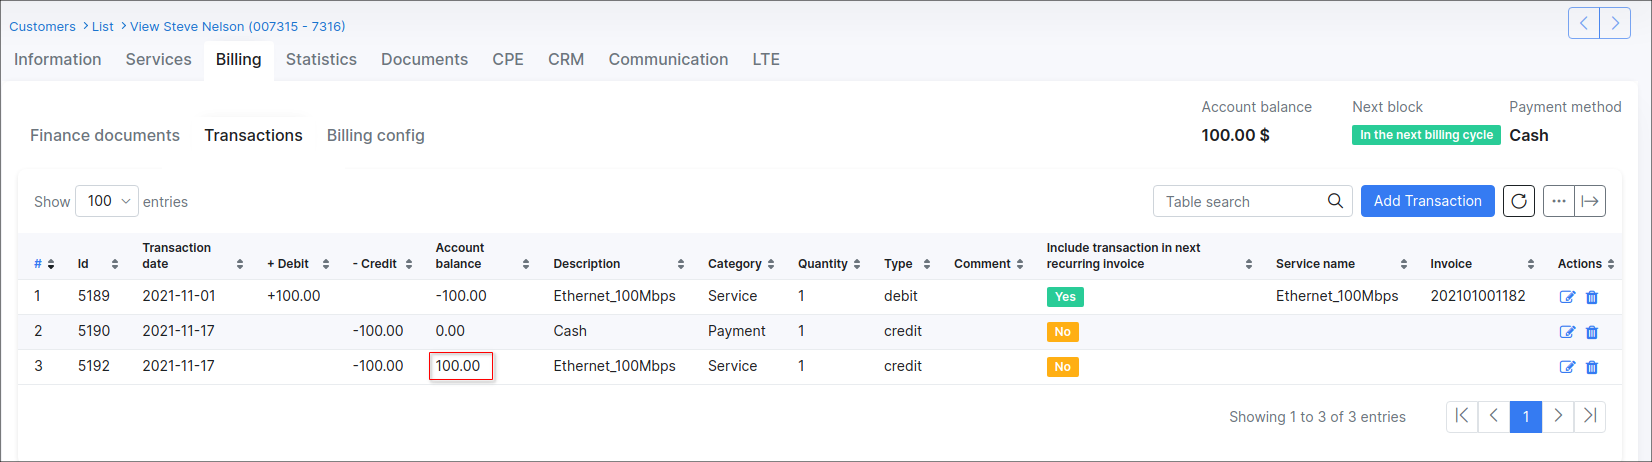 Customers > List > View Steve Nelson (007315 - 7316)
Information Services Billing Statistics Documents CPE CRM Communication LTE
Account balance Next block Payment method
Finance documents Transactions Billing config 100.00 $ In the next billing cycle Cash
Show 100 entries Table search Add Transaction
# Id Transaction date + Debit - Credit Account balance Description Category Quantity Type Comment Include transaction in next recurring invoice Service name Invoice Actions
1 5189 2021-11-01 +100.00 -100.00 Ethernet_100Mbps Service 1 debit Yes Ethernet_100Mbps 202101001182
2 5190 2021-11-17 -100.00 0.00 Cash Payment 1 credit No
3 5192 2021-11-17 -100.00 100.00 Ethernet_100Mbps Service 1 credit No
Showing 1 to 3 of 3 entries 1